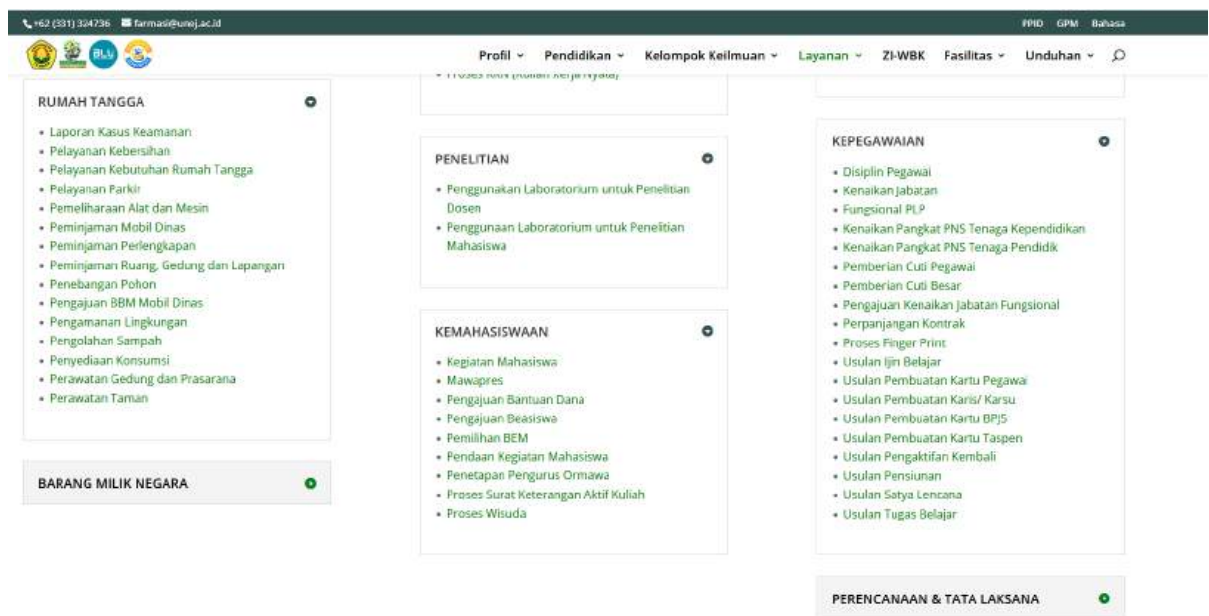 +62 (331) 324736 farmasi@unej.ac.id
PPID GPM Bahasa
BLU
Profil Pendidikan Kelompok Keilmuan Layanan ZI-WBK Fasilitas Unduhan
RUMAH TANGGA
Laporan Kasus Keamanan
Pelayanan Kebersihan
Pelayanan Kebutuhan Rumah Tangga
Pelayanan Parkir
Pemeliharaan Alat dan Mesin
Peminjaman Mobil Dinas
Peminjaman Perlengkapan
Peminjaman Ruang, Gedung dan Lapangan
Penebangan Pohon
Pengajuan BBM Mobil Dinas
Pengamanan Lingkungan
Pengolahan Sampah
Penyediaan Konsumsi
Perawatan Gedung dan Prasarana
Perawatan Taman
BARANG MILIK NEGARA
Proses KKN (Kuliah Kerja Nyata)
PENELITIAN
Penggunakan Laboratorium untuk Penelitian
Dosen
Penggunaan Laboratorium untuk Penelitian
Mahasiswa
KEMAHASISWAAN
Kegiatan Mahasiswa
Mawapres
Pengajuan Bantuan Dana
Pengajuan Beasiswa
Pemilihan BEM
Pendaan Kegiatan Mahasiswa
Penetapan Pengurus Ormawa
Proses Surat Keterangan Aktif Kuliah
Proses Wisuda
KEPEGAWAIAN
Disiplin Pegawai
Kenaikan Jabatan
Fungsional PLP
Kenaikan Pangkat PNS Tenaga Kependidikan
Kenaikan Pangkat PNS Tenaga Pendidik
Pemberian Cuti Pegawai
Pemberian Cuti Besar
Pengajuan Kenaikan Jabatan Fungsional
Perpanjangan Kontrak
Proses Finger Print
Usulan Ijin Belajar
Usulan Pembuatan Kartu Pegawai
Usulan Pembuatan Karis/ Karsu
Usulan Pembuatan Kartu BPJS
Usulan Pembuatan Kartu Taspen
Usulan Pengaktifan Kembali
Usulan Pensiunan
Usulan Satya Lencana
Usulan Tugas Belajar
PERENCANAAN & TATA LAKSANA